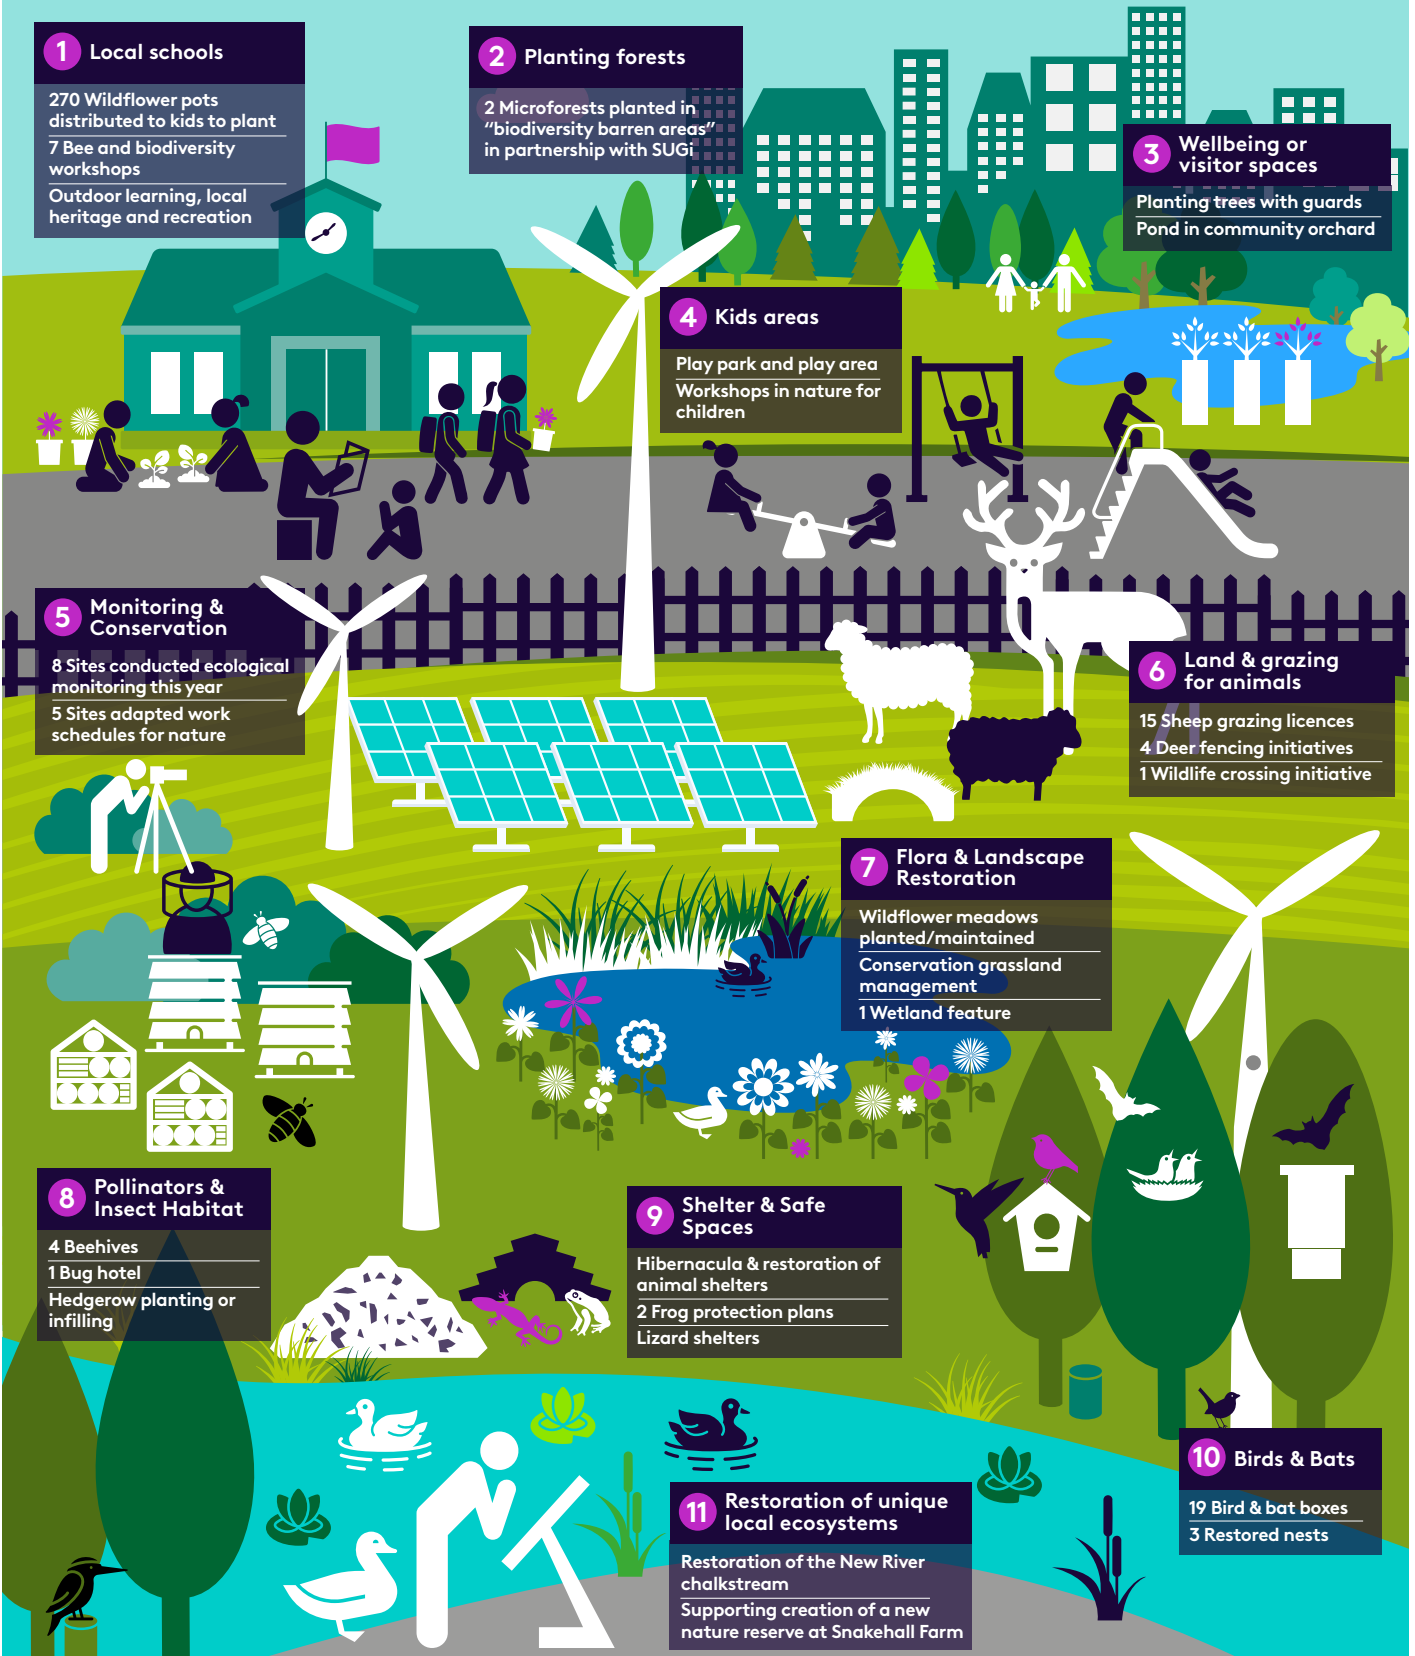 1 Local schools
270 Wildflower pots
distributed to kids to plant
7 Bee and biodiversity
workshops
Outdoor learning, local
heritage and recreation
2 Planting forests
2 Microforests planted in
“biodiversity barren areas”
in partnership with SUGi
3 Wellbeing or
visitor spaces
Planting trees with guards
Pond in community orchard
4 Kids areas
Play park and play area
Workshops in nature for
children
5 Monitoring &
Conservation
8 Sites conducted ecological
monitoring this year
5 Sites adapted work
schedules for nature
6 Land & grazing
for animals
15 Sheep grazing licences
4 Deer fencing initiatives
1 Wildlife crossing initiative
7 Flora & Landscape
Restoration
Wildflower meadows
planted/maintained
Conservation grassland
management
1 Wetland feature
8 Pollinators &
Insect Habitat
4 Beehives
1 Bug hotel
Hedgerow planting or
infilling
9 Shelter & Safe
Spaces
Hibernacula & restoration of
animal shelters
2 Frog protection plans
Lizard shelters
10 Birds & Bats
19 Bird & bat boxes
3 Restored nests
11 Restoration of unique
local ecosystems
Restoration of the New River
chalkstream
Supporting creation of a new
nature reserve at Snakehall Farm